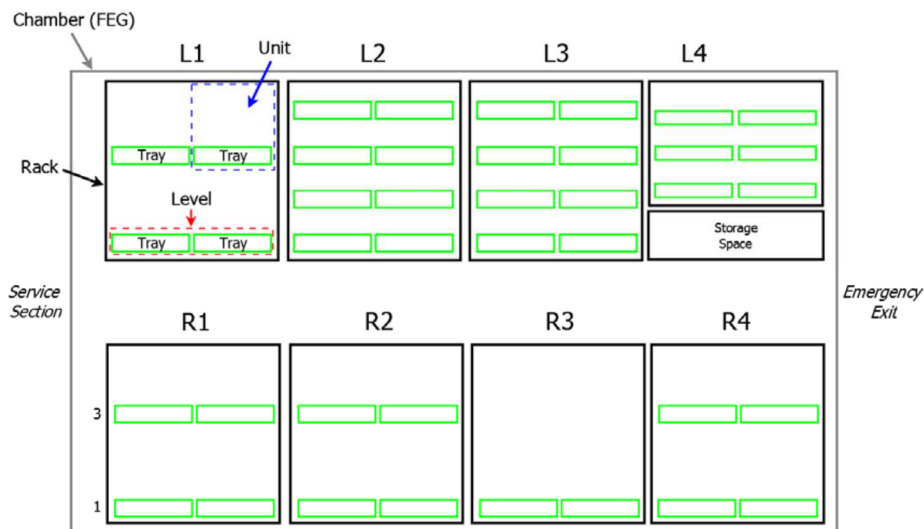 Chamber (FEG)
L1
Unit
L2
L3
L4
Tray
Tray
Rack
Level
Tray
Tray
Storage
Space
Service
Section
Emergency
Exit
R1
R2
R3
R4
3
1